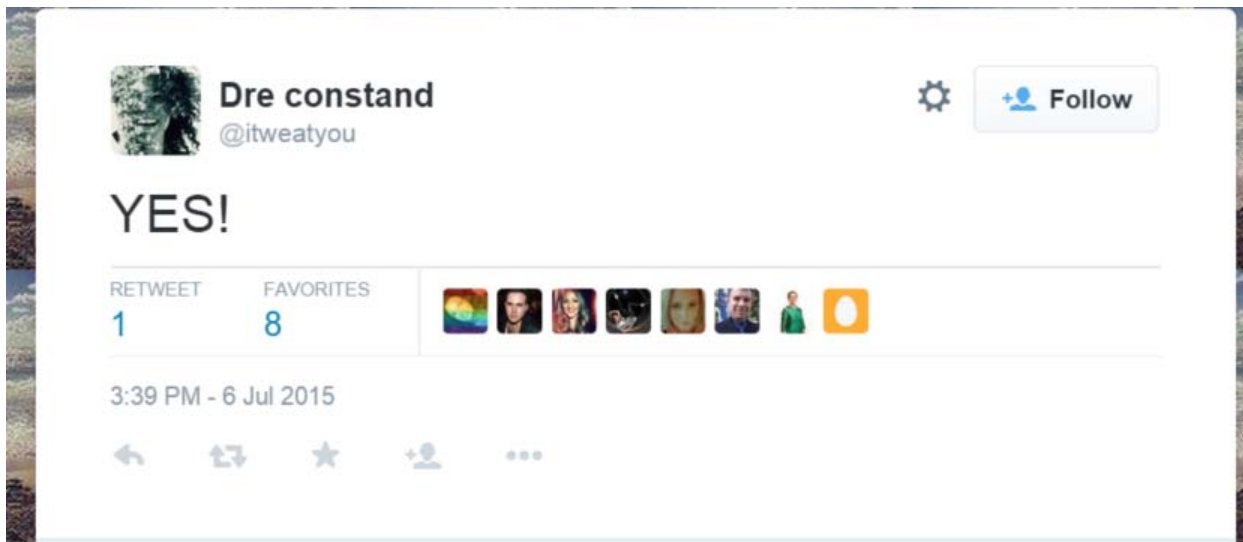 Dre constand
@itweatyou
Follow
YES!
RETWEET FAVORITES
1 8
3:39 PM - 6 Jul 2015